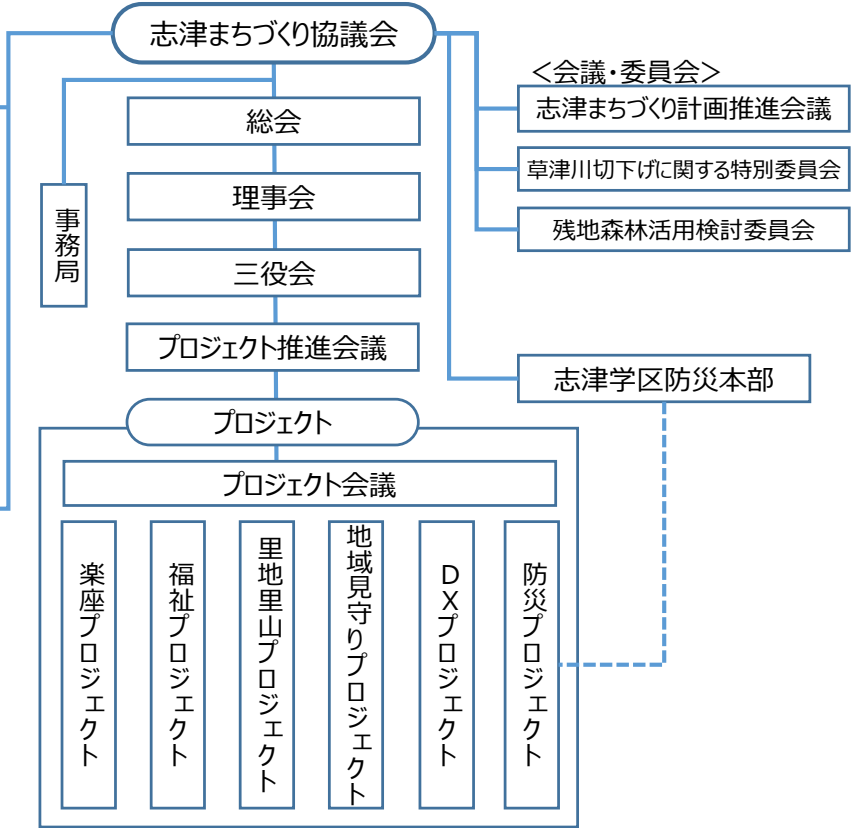 志津まちづくり協議会
＜会議・委員会＞
志津まちづくり計画推進会議
総会
草津川切下げに関する特別委員会
理事会
事務局
残地森林活用検討委員会
三役会
プロジェクト推進会議
志津学区防災本部
プロジェクト
プロジェクト会議
楽座プロジェクト
福祉プロジェクト
里地里山プロジェクト
地域見守りプロジェクト
ＤＸプロジェクト
防災プロジェクト